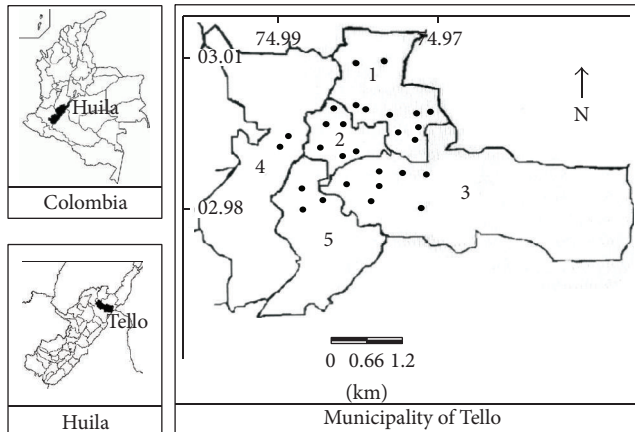 Huila
Colombia
Tello
Huila
74.99 74.97
03.01
1
N
2
4
3
02.98
5
0 0.66 1.2
(km)
Municipality of Tello